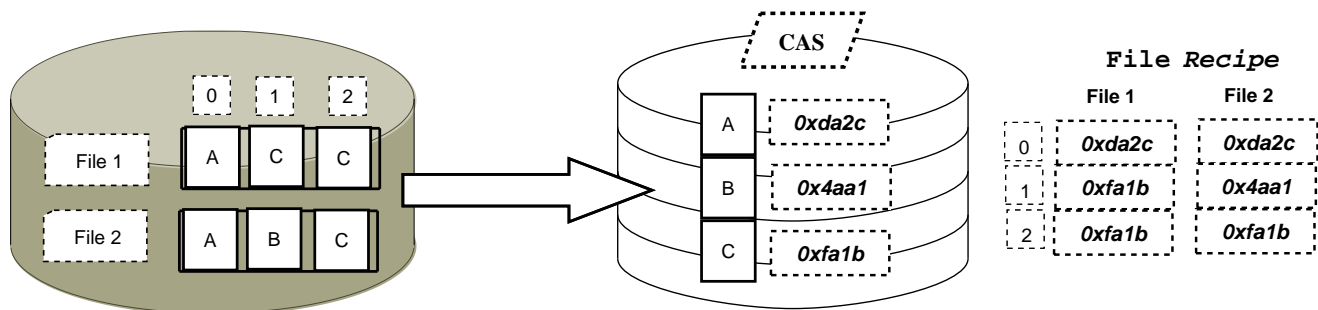 0 1 2
File 1 A C C
File 2 A B C
CAS
A 0xda2c
B 0x4aa1
C 0xfa1b
File Recipe
File 1 File 2
0 0xda2c 0xda2c
1 0xfa1b 0x4aa1
2 0xfa1b 0xfa1b